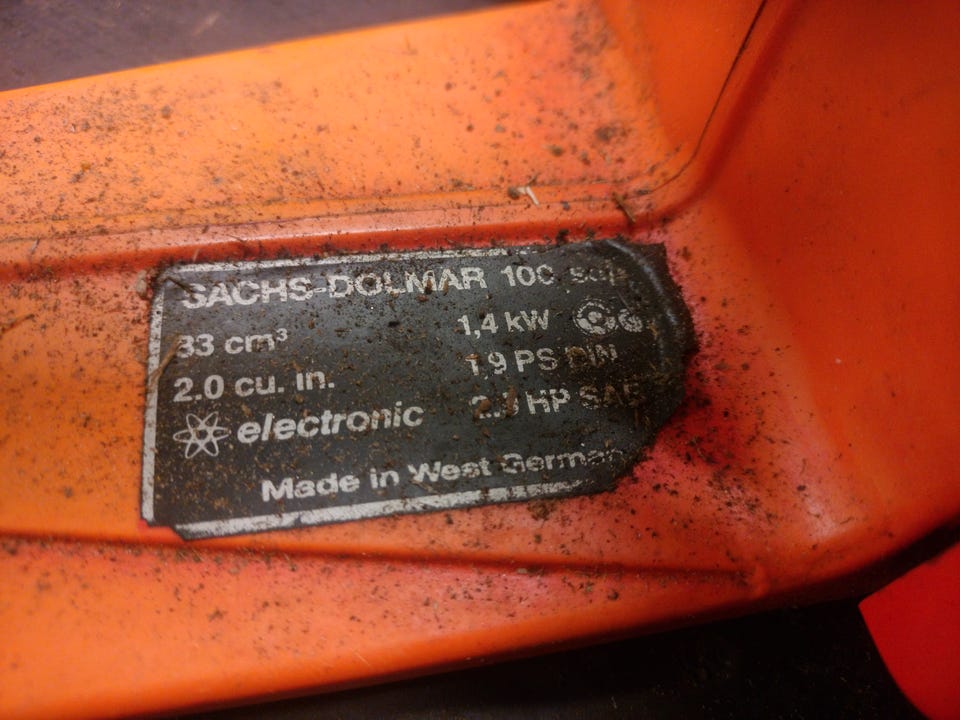 SACHS-DOLMAR 100
33 cm³ 1,4 kW
2.0 cu. in. 1,9 PS DIN
electronic HP SAE
Made in West